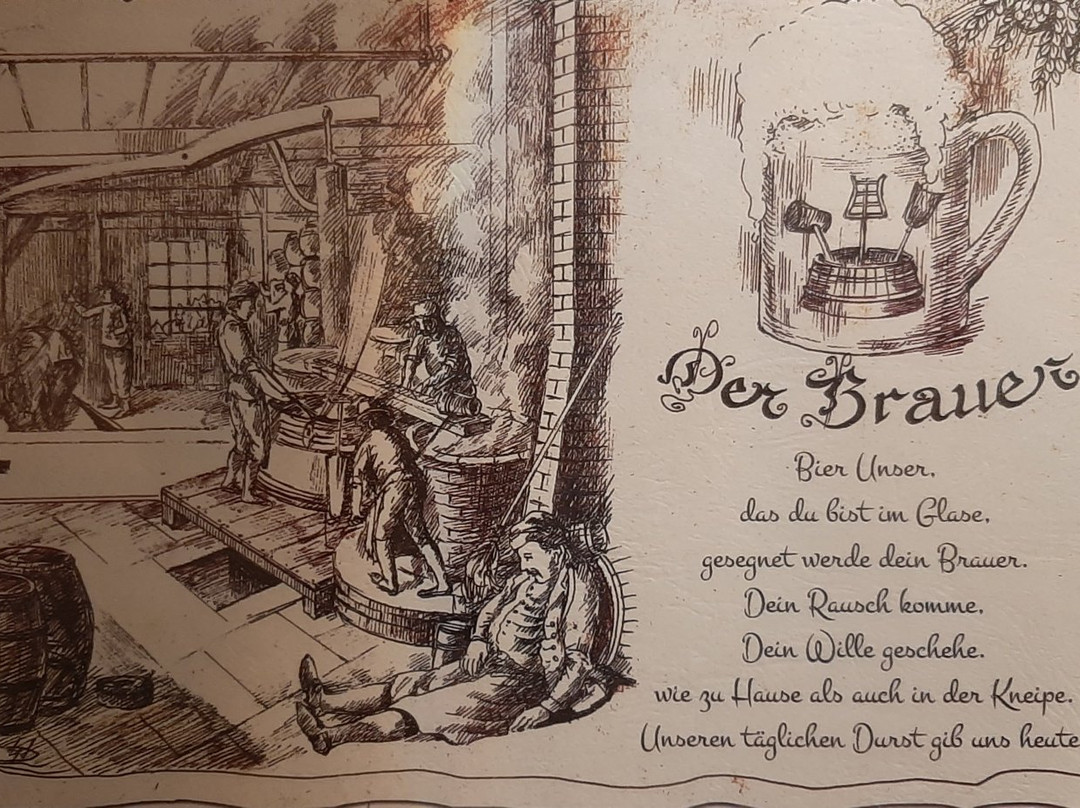 Der Brauer
Bier Unser,
das du bist im Glase,
gesegnet werde dein Brauer.
Dein Rausch komme,
Dein Wille geschehe.
wie zu Hause als auch in der Kneipe.
Unseren täglichen Durst gib uns heute